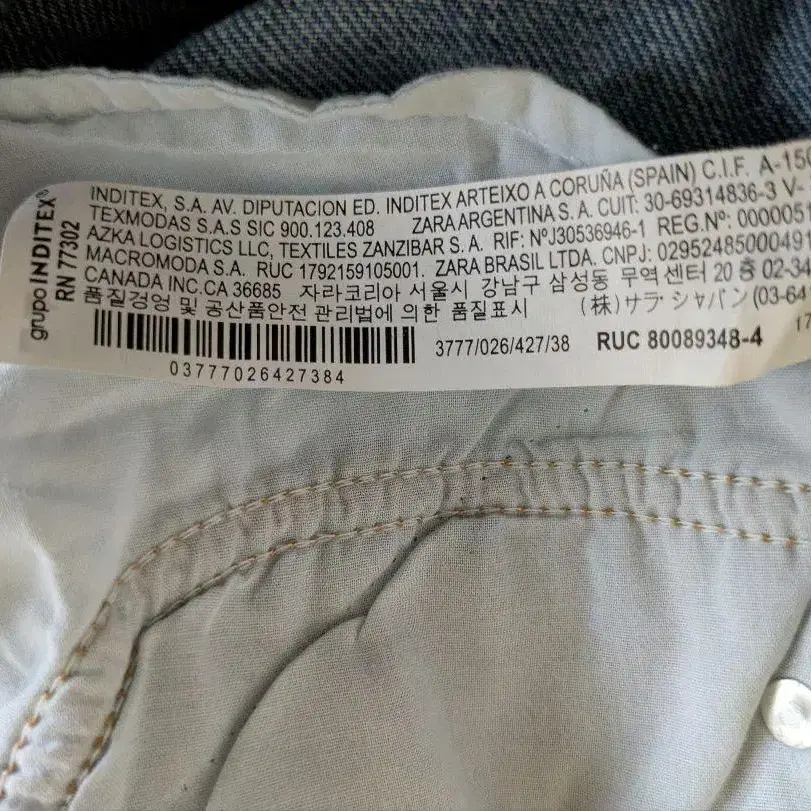 grupo INDITEX®
RN 77302
INDITEX, S.A. AV. DIPUTACION ED. INDITEX ARTEIXO A CORUÑA (SPAIN) C.I.F. A-150
TEXMODAS S.A.S SIC 900.123.408 ZARA ARGENTINA S. A. CUIT: 30-69314836-3 V-
AZKA LOGISTICS LLC, TEXTILES ZANZIBAR S. A. RIF: NºJ30536946-1 REG.Nº: 000005
MACROMODA S.A. RUC 1792159105001. ZARA BRASIL LTDA. CNPJ: 02952485000491
CANADA INC.CA 36685 자라코리아 서울시 강남구 삼성동 무역센터 20 층 02-34
품질경영 및 공산품안전 관리법에 의한 품질표시 (株)サラ・ジャパン(03-64
03777026427384
3777/026/427/38 RUC 80089348-4 17